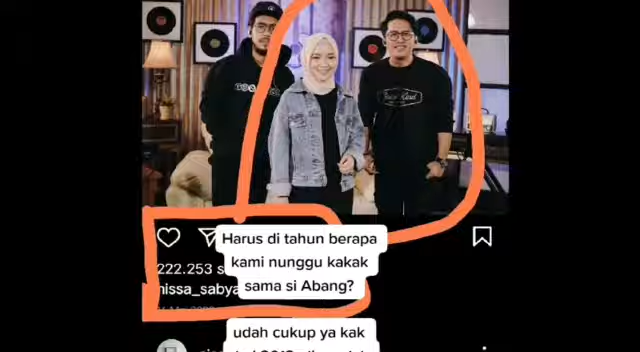 222.253 s
nissa_sabya
Harus di tahun berapa
kami nunggu kakak
sama si Abang?
udah cukup ya kak